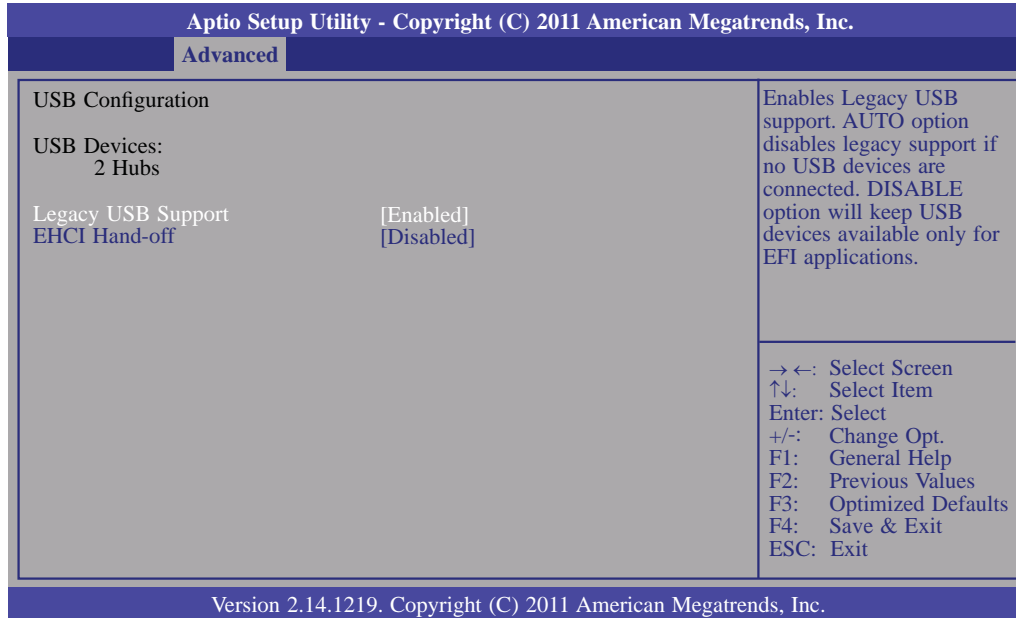 Aptio Setup Utility - Copyright (C) 2011 American Megatrends, Inc.
Advanced
USB Configuration
USB Devices:
2 Hubs
Legacy USB Support [Enabled]
EHCI Hand-off [Disabled]
Enables Legacy USB
support. AUTO option
disables legacy support if
no USB devices are
connected. DISABLE
option will keep USB
devices available only for
EFI applications.
→ ←: Select Screen
↑↓: Select Item
Enter: Select
+/-: Change Opt.
F1: General Help
F2: Previous Values
F3: Optimized Defaults
F4: Save & Exit
ESC: Exit
Version 2.14.1219. Copyright (C) 2011 American Megatrends, Inc.